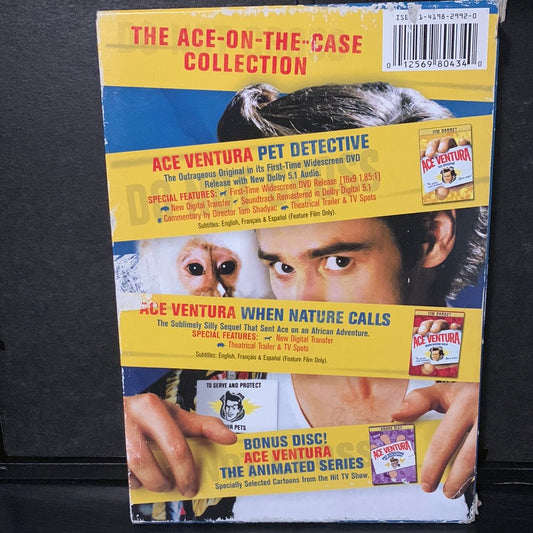 ISBN 1-4198-2992-0
THE ACE-ON-THE-CASE
COLLECTION
0 12569 80434 0
ACE VENTURA PET DETECTIVE
The Outrageous Original in its First-Time Widescreen DVD
Release with New Dolby 5.1 Audio.
SPECIAL FEATURES: First-Time Widescreen DVD Release [16x9 1.85:1]
New Digital Transfer Soundtrack Remastered in Dolby Digital 5.1
Commentary by Director Tom Shadyac Theatrical Trailer & TV Spots
Subtitles: English, Français & Español (Feature Film Only).
JIM CARREY
ACE VENTURA
ACE VENTURA WHEN NATURE CALLS
The Sublimely Silly Sequel That Sent Ace on an African Adventure.
SPECIAL FEATURES: New Digital Transfer
Theatrical Trailer & TV Spots
Subtitles: English, Français & Español (Feature Film Only).
JIM CARREY
ACE VENTURA
TO SERVE AND PROTECT
PETS
BONUS DISC!
ACE VENTURA
THE ANIMATED SERIES
Specially Selected Cartoons from the Hit TV Show.
BONUS DISC
ACE VENTURA